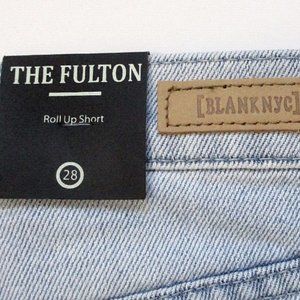 THE FULTON
Roll Up Short
28
[BLANKNYC]